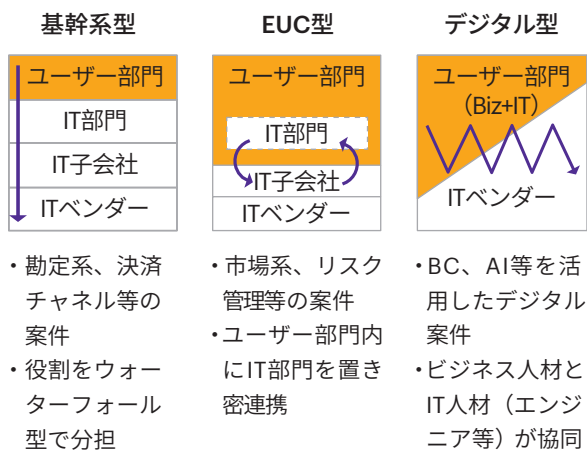 基幹系型
ユーザー部門
IT部門
IT子会社
ITベンダー
・勘定系、決済
チャネル等の
案件
・役割をウォー
ターフォール
型で分担
EUC型
ユーザー部門
IT部門
IT子会社
ITベンダー
・市場系、リスク
管理等の案件
・ユーザー部門内
にIT部門を置き
密連携
デジタル型
ユーザー部門
（Biz+IT）
ITベンダー
・BC、AI等を活
用したデジタル
案件
・ビジネス人材と
IT人材（エンジ
ニア等）が協同